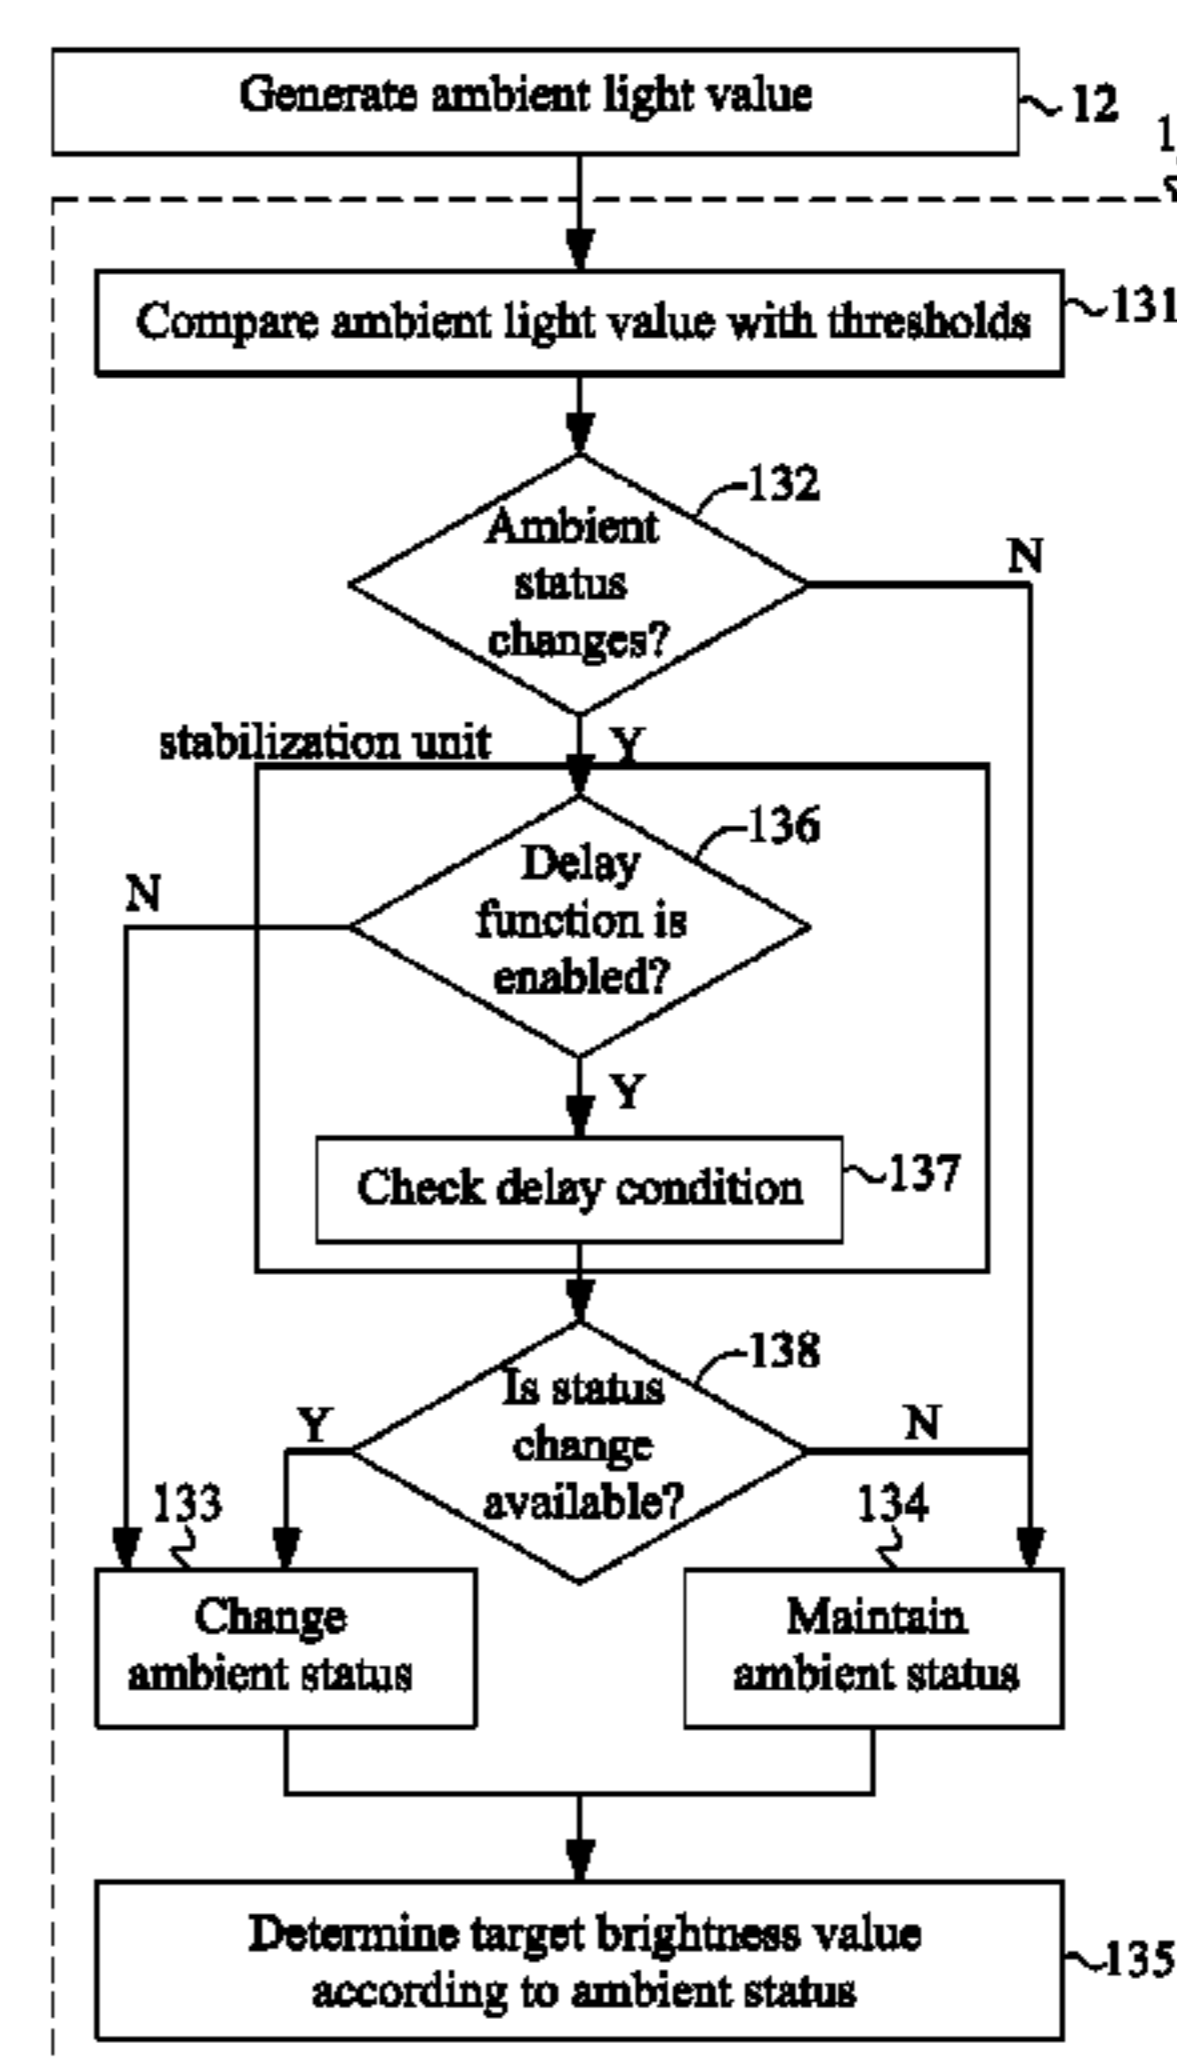 Generate ambient light value
12
1
Compare ambient light value with thresholds
131
132
Ambient
status
changes?
N
Y
stabilization unit
136
Delay
function is
enabled?
N
Y
Check delay condition
137
138
Is status
change
available?
Y
N
133
134
Change
ambient status
Maintain
ambient status
Determine target brightness value
according to ambient status
135